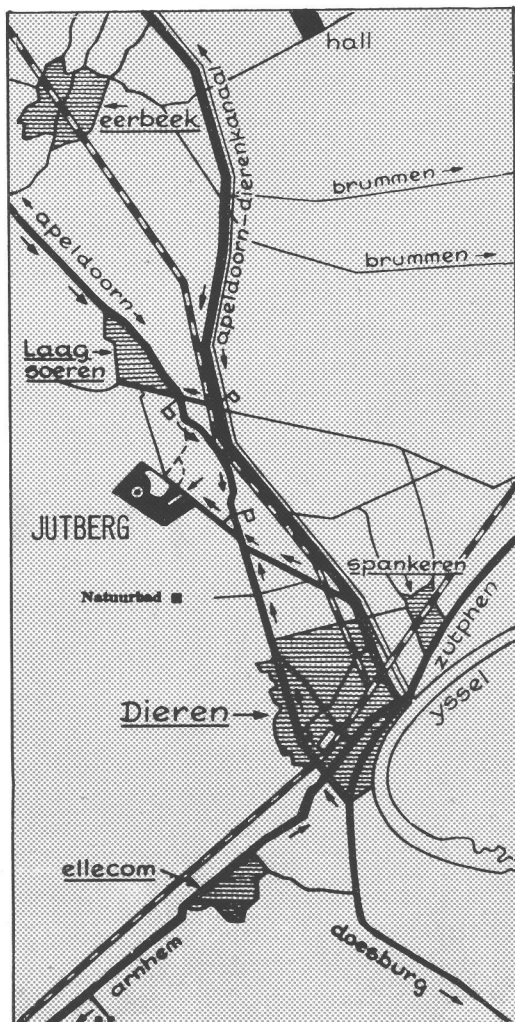 hall
eerbeek
apeldoorn-dierenkanaal
brummen
apeldoorn
brummen
Laag
soeren
JUTBERG
spankeren
Natuurbad
zutphen
yssel
Dieren
ellecom
arnhem
doesburg